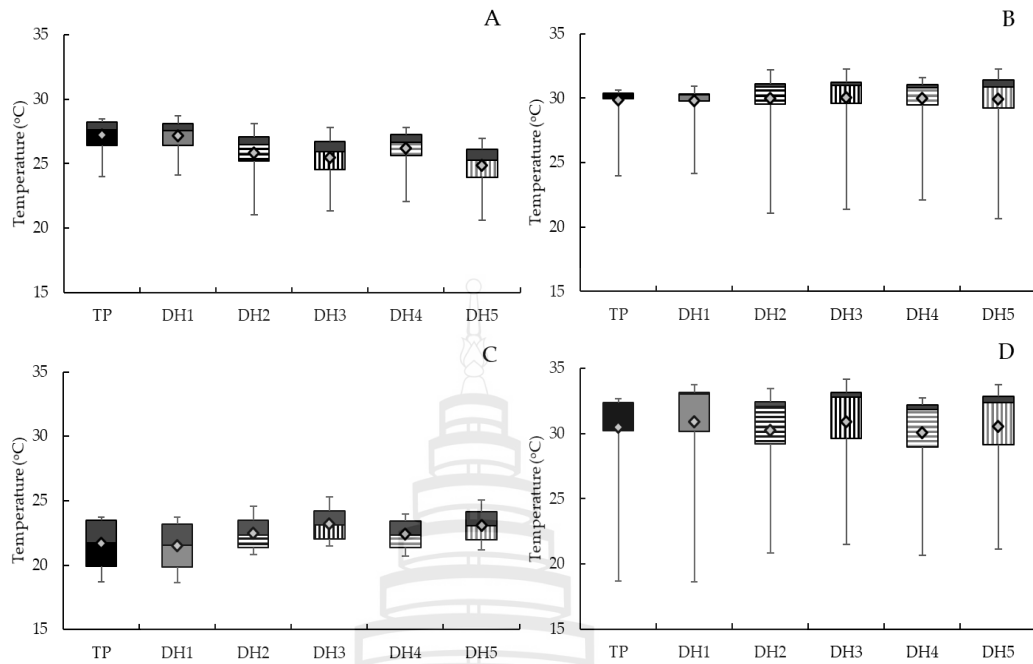 A
35
30
25
20
15
Temperature (°C)
TP DH1 DH2 DH3 DH4 DH5
B
35
30
25
20
15
Temperature (°C)
TP DH1 DH2 DH3 DH4 DH5
C
35
30
25
20
15
Temperature (°C)
TP DH1 DH2 DH3 DH4 DH5
D
35
30
25
20
15
Temperature (°C)
TP DH1 DH2 DH3 DH4 DH5